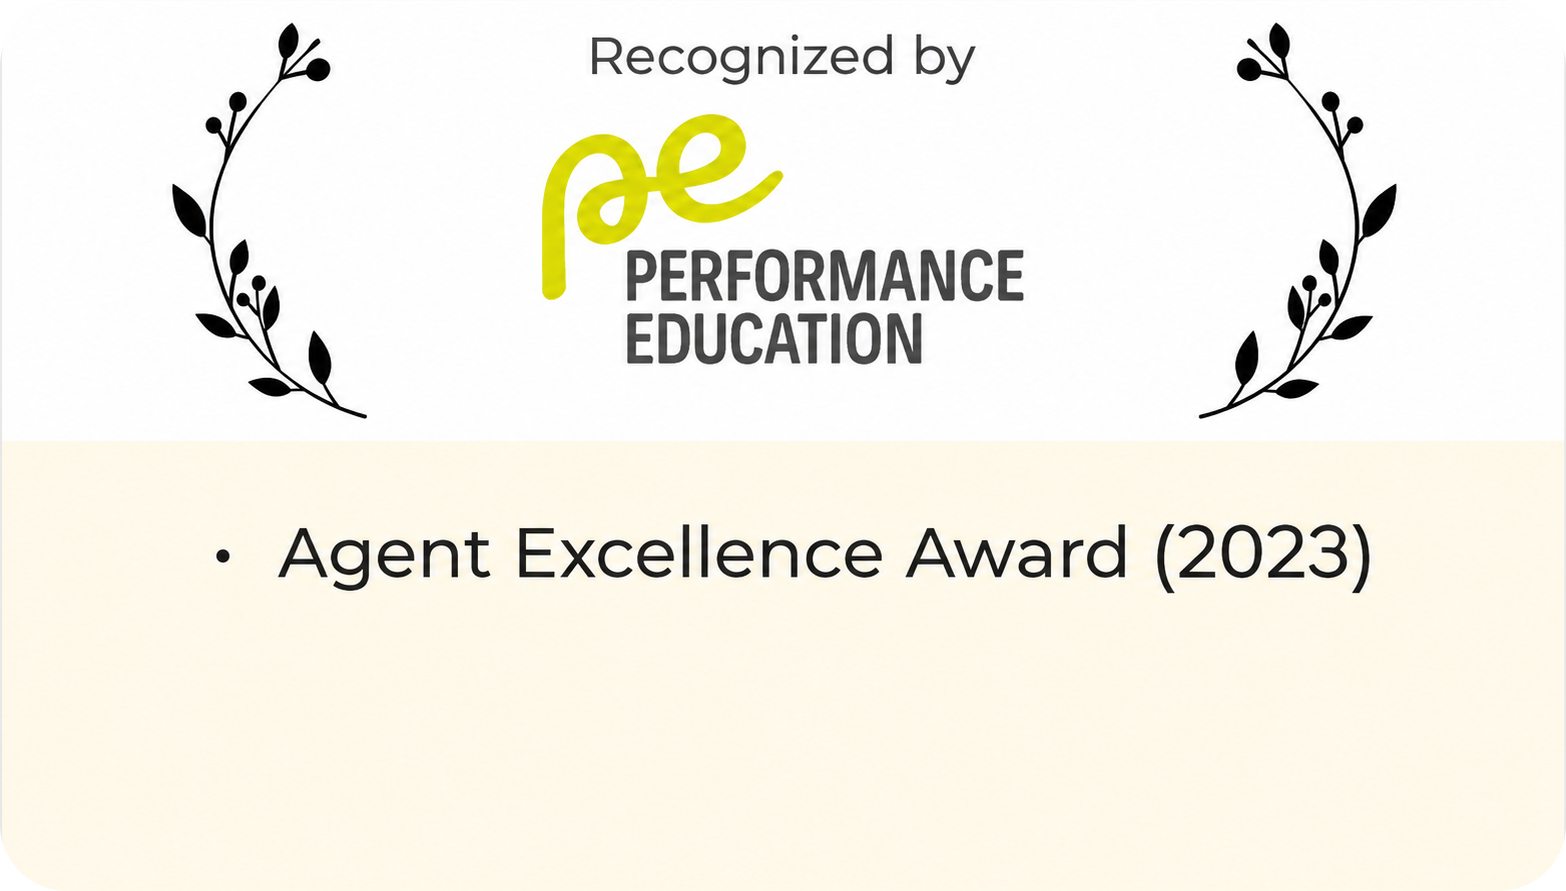 Recognized by
pe
PERFORMANCE
EDUCATION
• Agent Excellence Award (2023)